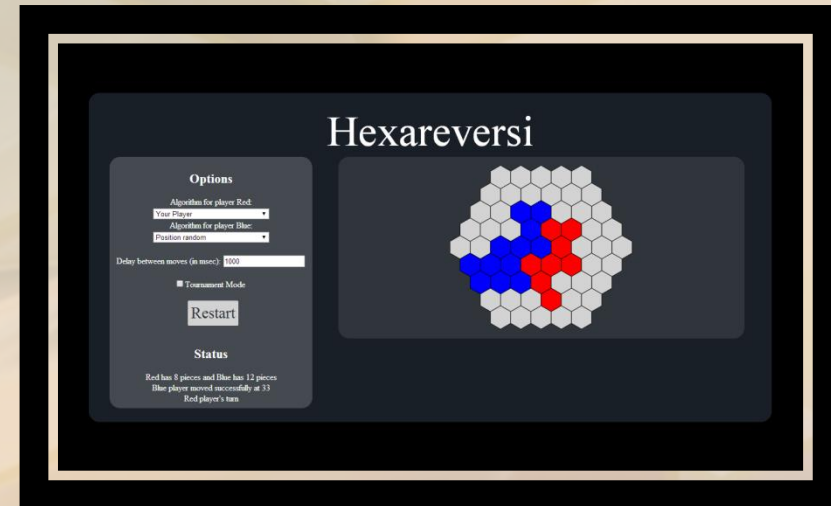 Hexareversi
Options
Algorithm for player Red:
Your Player
Algorithm for player Blue:
Position random
Delay between moves (in msec): 1000
Tournament Mode
Restart
Status
Red has 8 pieces and Blue has 12 pieces
Blue player moved successfully at 33
Red player's turn